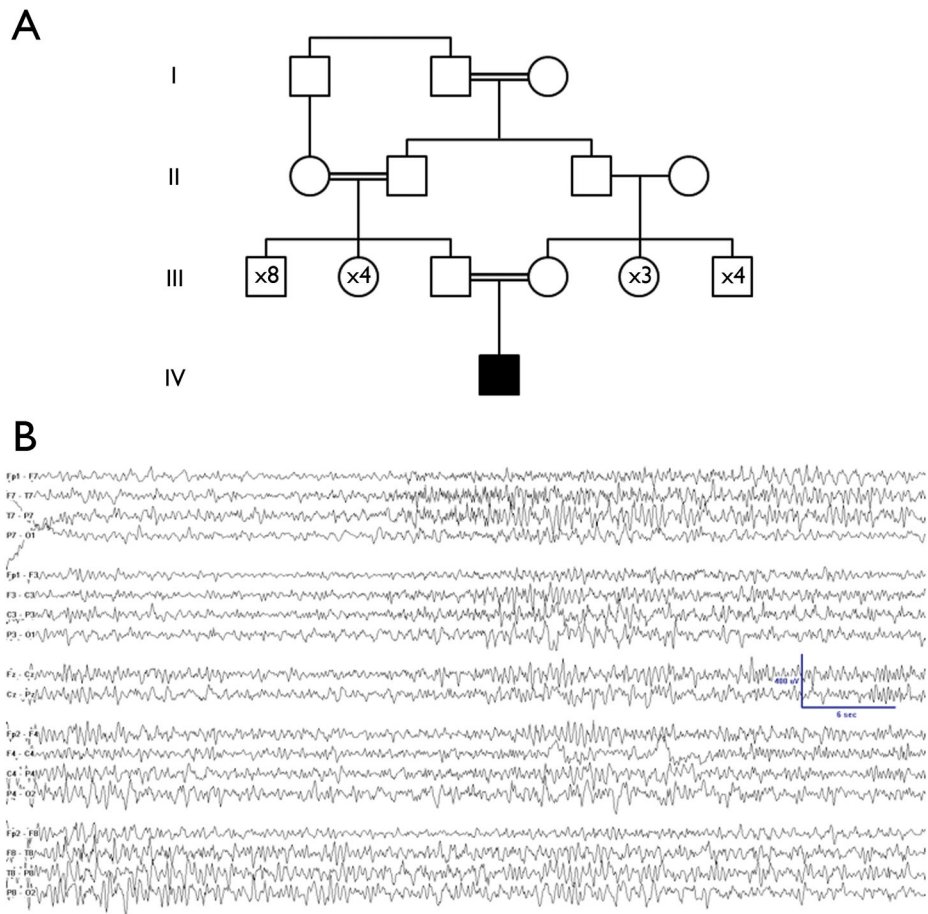 A
I
II
III
x8
x4
x3
x4
IV
B
Fp1 - F7
F7 - T7
T7 - P7
P7 - O1
Fp1 - F3
F3 - C3
C3 - P3
P3 - O1
Fz - Cz
Cz - Pz
400 uV
6 sec
Fp2 - F4
F4 - C4
C4 - P4
P4 - O2
Fp2 - F8
F8 - T8
T8 - P8
P8 - O2